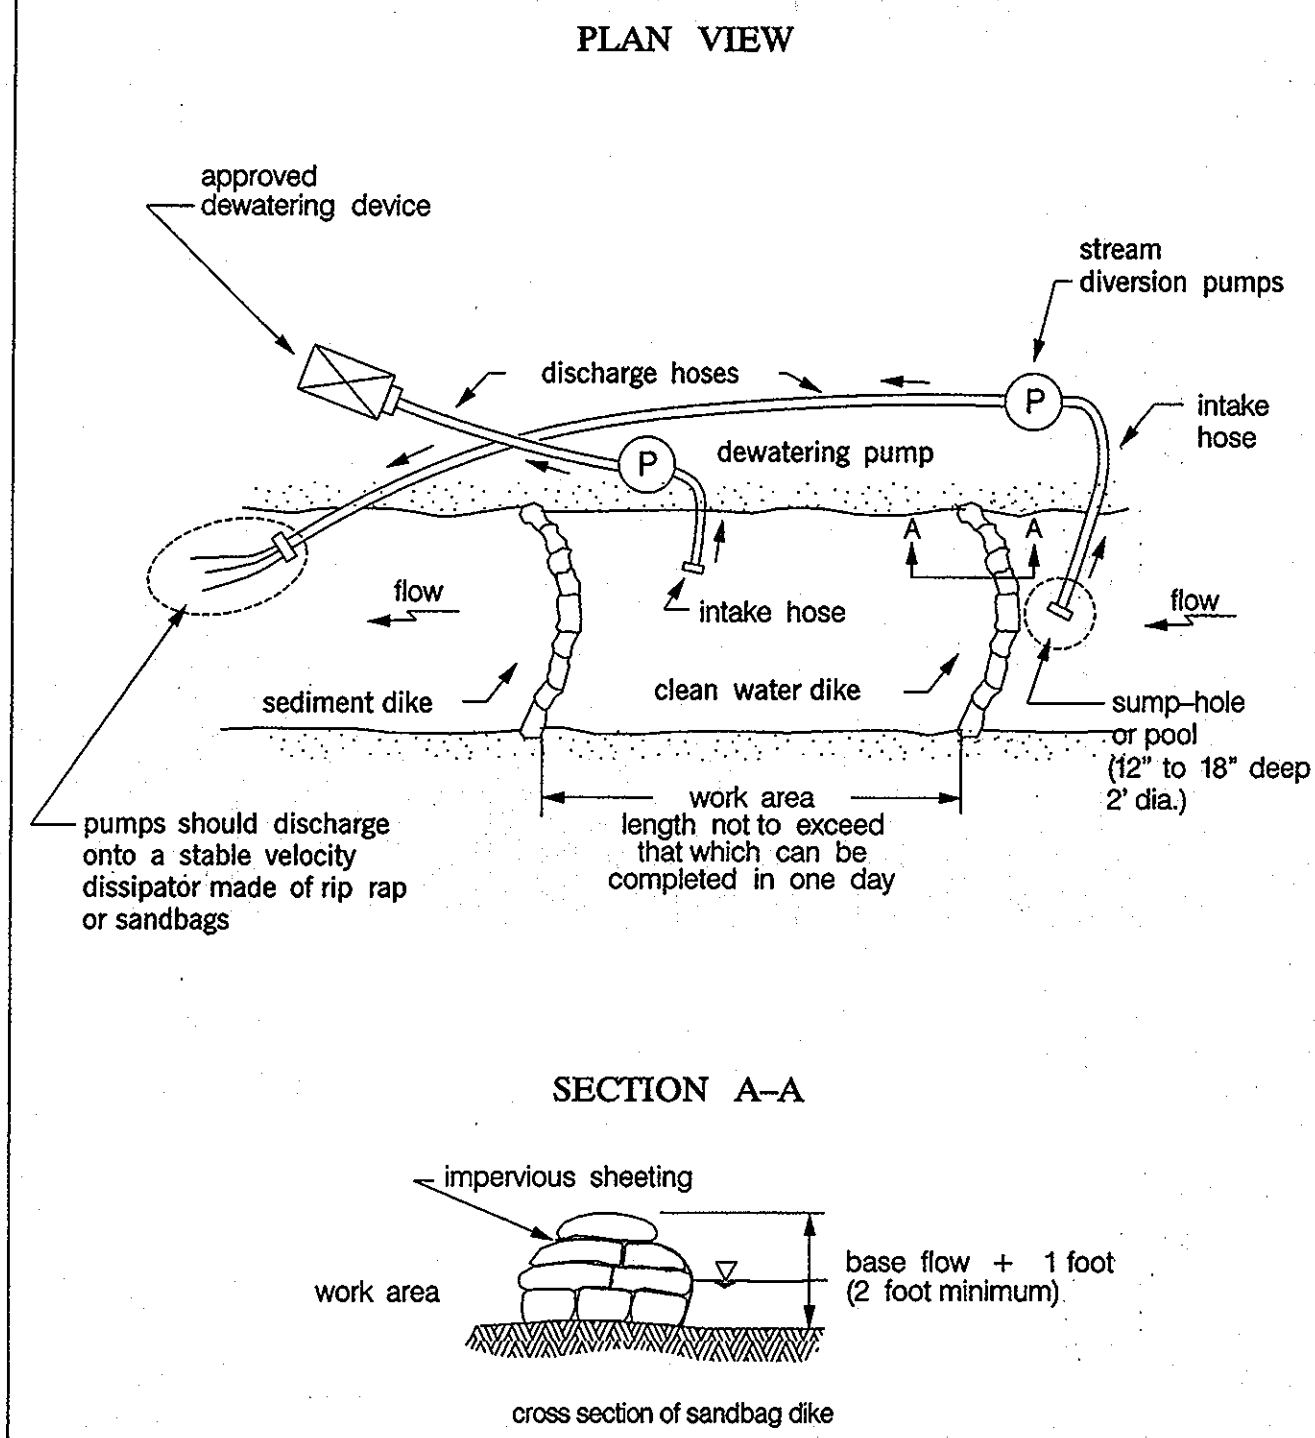 PLAN VIEW
approved
dewatering device
stream
diversion pumps
discharge hoses
P
intake
hose
P
dewatering pump
A
A
flow
intake hose
flow
sediment dike
clean water dike
sump-hole
or pool
(12" to 18" deep
2' dia.)
work area
length not to exceed
that which can be
completed in one day
pumps should discharge
onto a stable velocity
dissipator made of rip rap
or sandbags
SECTION A-A
impervious sheeting
work area
base flow + 1 foot
(2 foot minimum)
cross section of sandbag dike